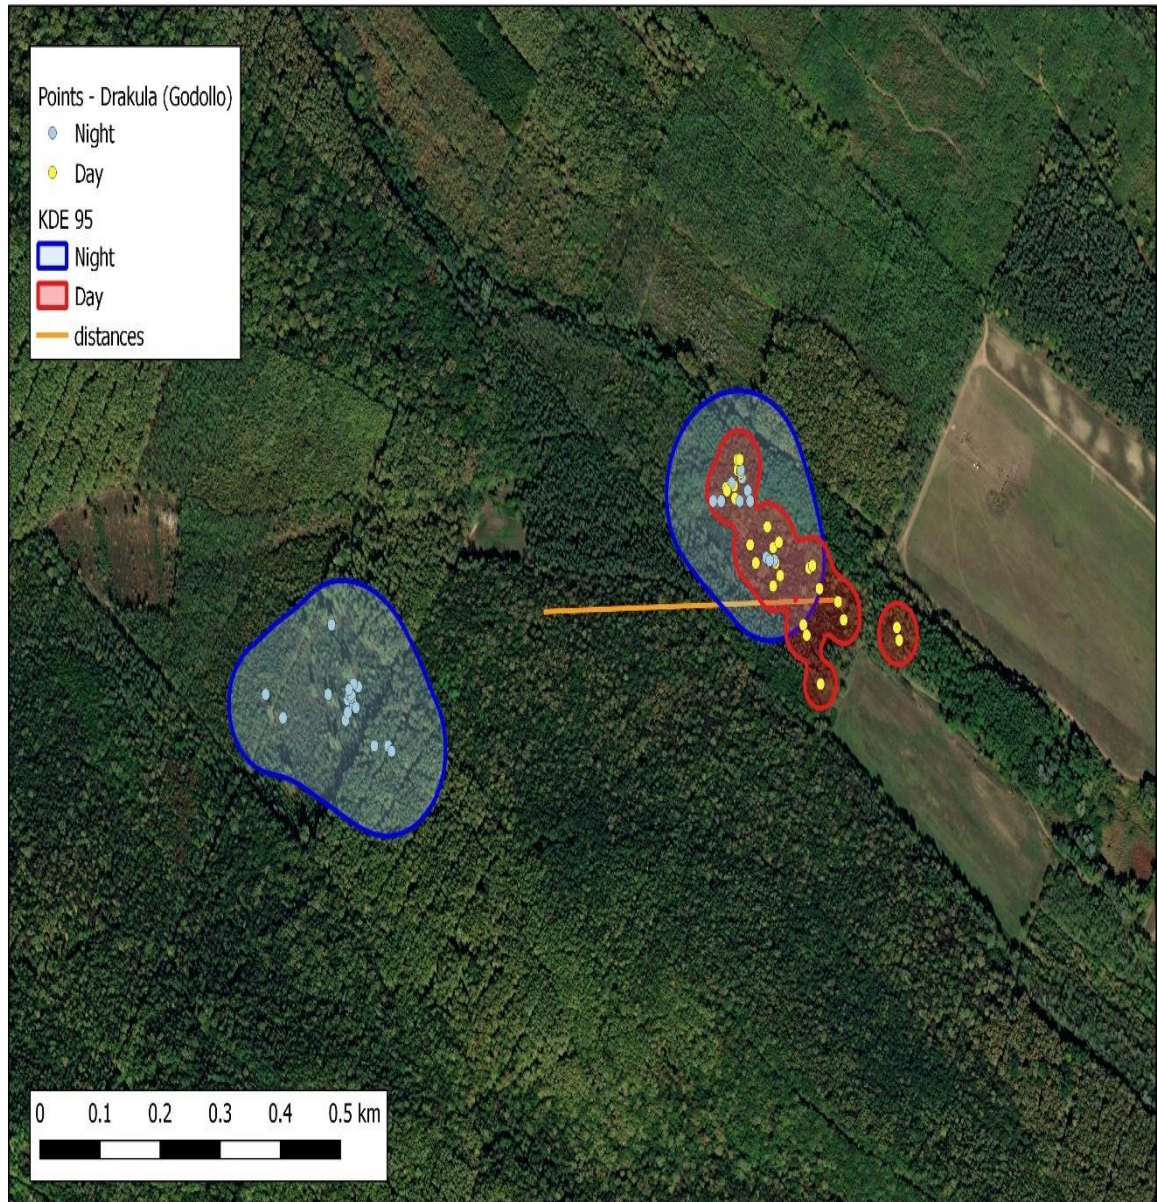 Points - Drakula (Godollo)
Night
Day
KDE 95
Night
Day
distances
0 0.1 0.2 0.3 0.4 0.5 km